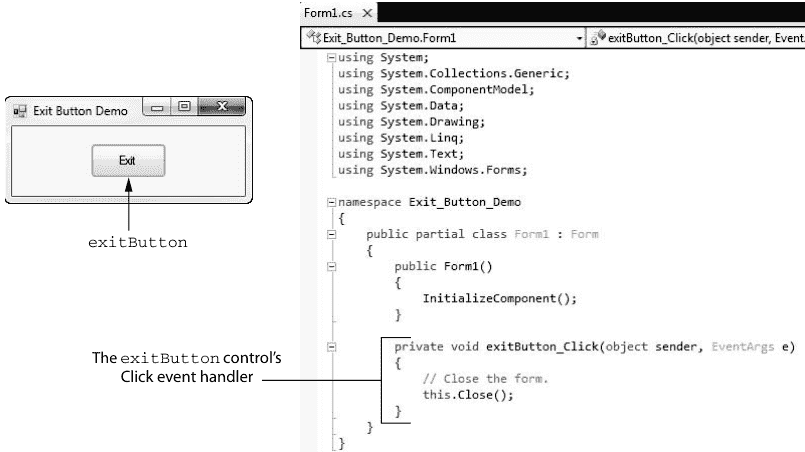 Exit Button Demo
Exit
exitButton
The exitButton control's
Click event handler
Form1.cs
Exit_Button_Demo.Form1
exitButton_Click(object sender, Event
using System;
using System.Collections.Generic;
using System.ComponentModel;
using System.Data;
using System.Drawing;
using System.Linq;
using System.Text;
using System.Windows.Forms;
namespace Exit_Button_Demo
{
public partial class Form1 : Form
{
public Form1()
{
InitializeComponent();
}
private void exitButton_Click(object sender, EventArgs e)
{
// Close the form.
this.Close();
}
}
}